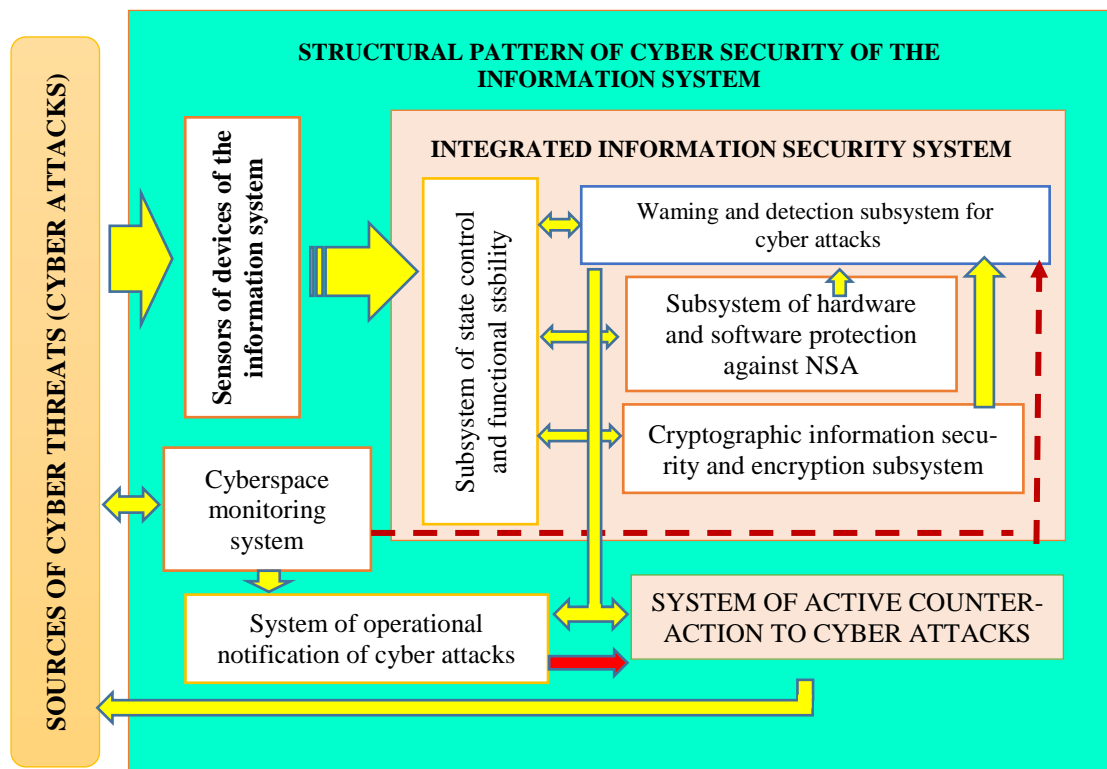 SOURCES OF CYBER THREATS (CYBER ATTACKS)
STRUCTURAL PATTERN OF CYBER SECURITY OF THE
INFORMATION SYSTEM
Sensors of devices of the
information system
INTEGRATED INFORMATION SECURITY SYSTEM
Subsystem of state control
and functional stsbility
Waming and detection subsystem for
cyber attacks
Subsystem of hardware
and software protection
against NSA
Cryptographic information secu-
rity and encryption subsystem
Cyberspace
monitoring
system
System of operational
notification of cyber attacks
SYSTEM OF ACTIVE COUNTER-
ACTION TO CYBER ATTACKS